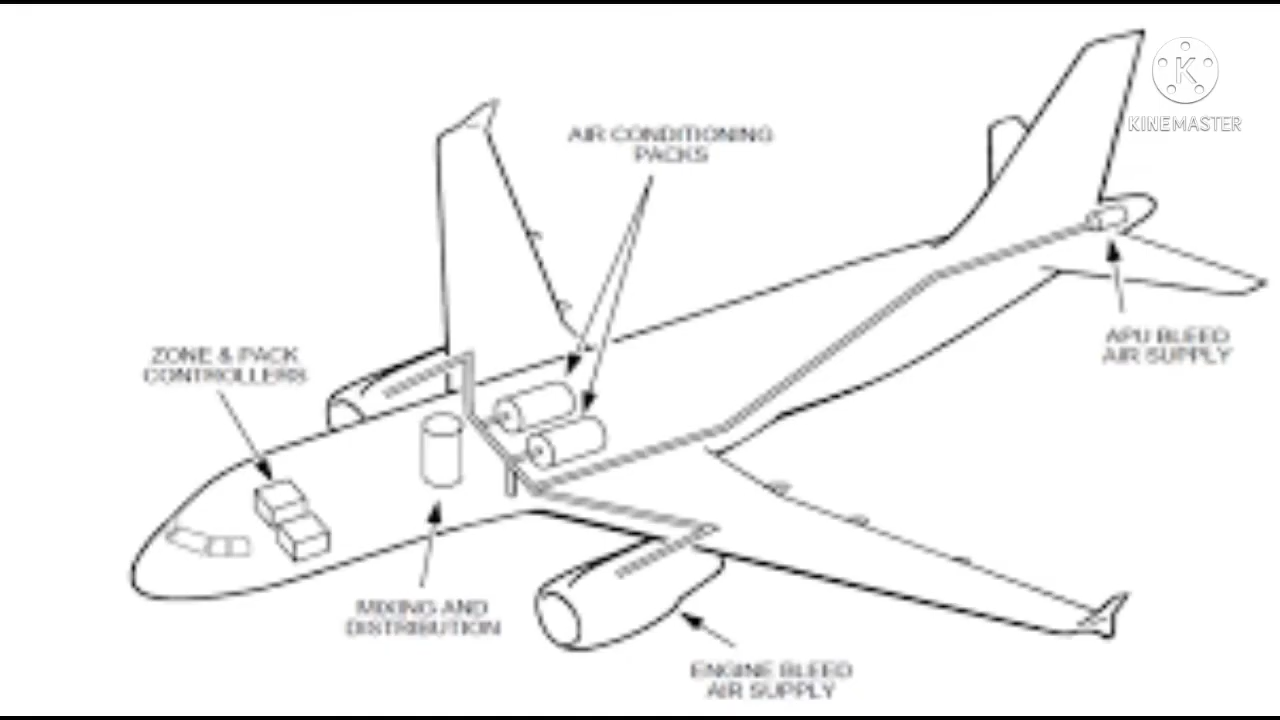 K
KINEMASTER
AIR CONDITIONING
PACKS
ZONE & PACK
CONTROLLERS
APU BLEED
AIR SUPPLY
MIXING AND
DISTRIBUTION
ENGINE BLEED
AIR SUPPLY